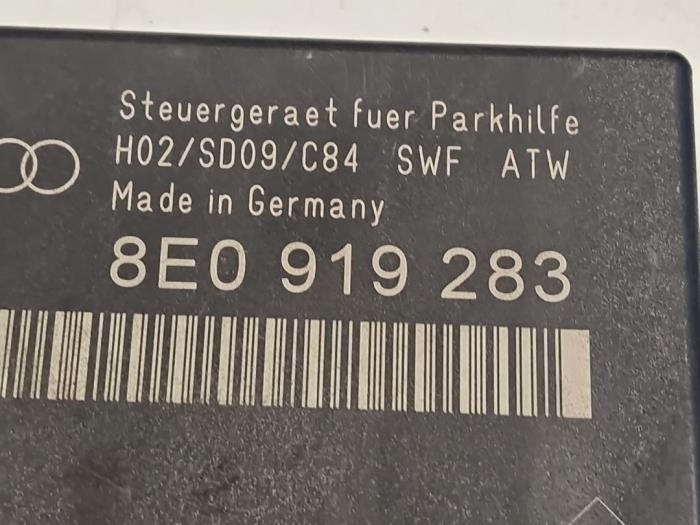 Steuergeraet fuer Parkhilfe
H02/SD09/C84 SWF ATW
Made in Germany
8E0 919 283